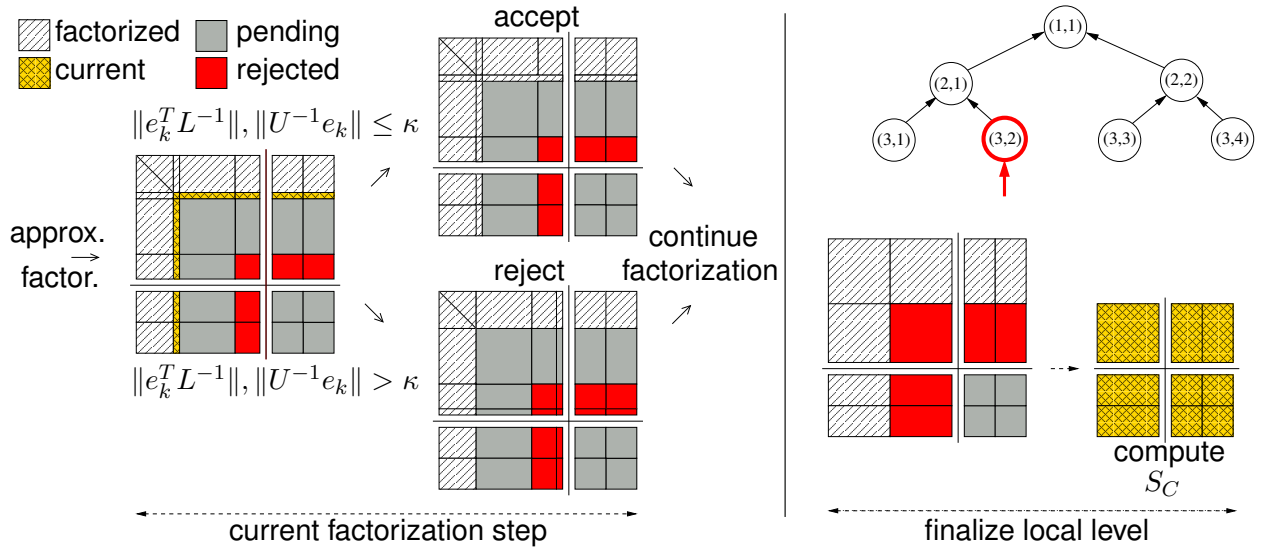 factorized
pending
current
rejected
accept
‖e_k^T L^{-1}‖, ‖U^{-1} e_k‖ ≤ κ
approx.
factor.
‖e_k^T L^{-1}‖, ‖U^{-1} e_k‖ > κ
reject
continue
factorization
current factorization step
(1,1)
(2,1)
(2,2)
(3,1)
(3,2)
(3,3)
(3,4)
compute
S_C
finalize local level